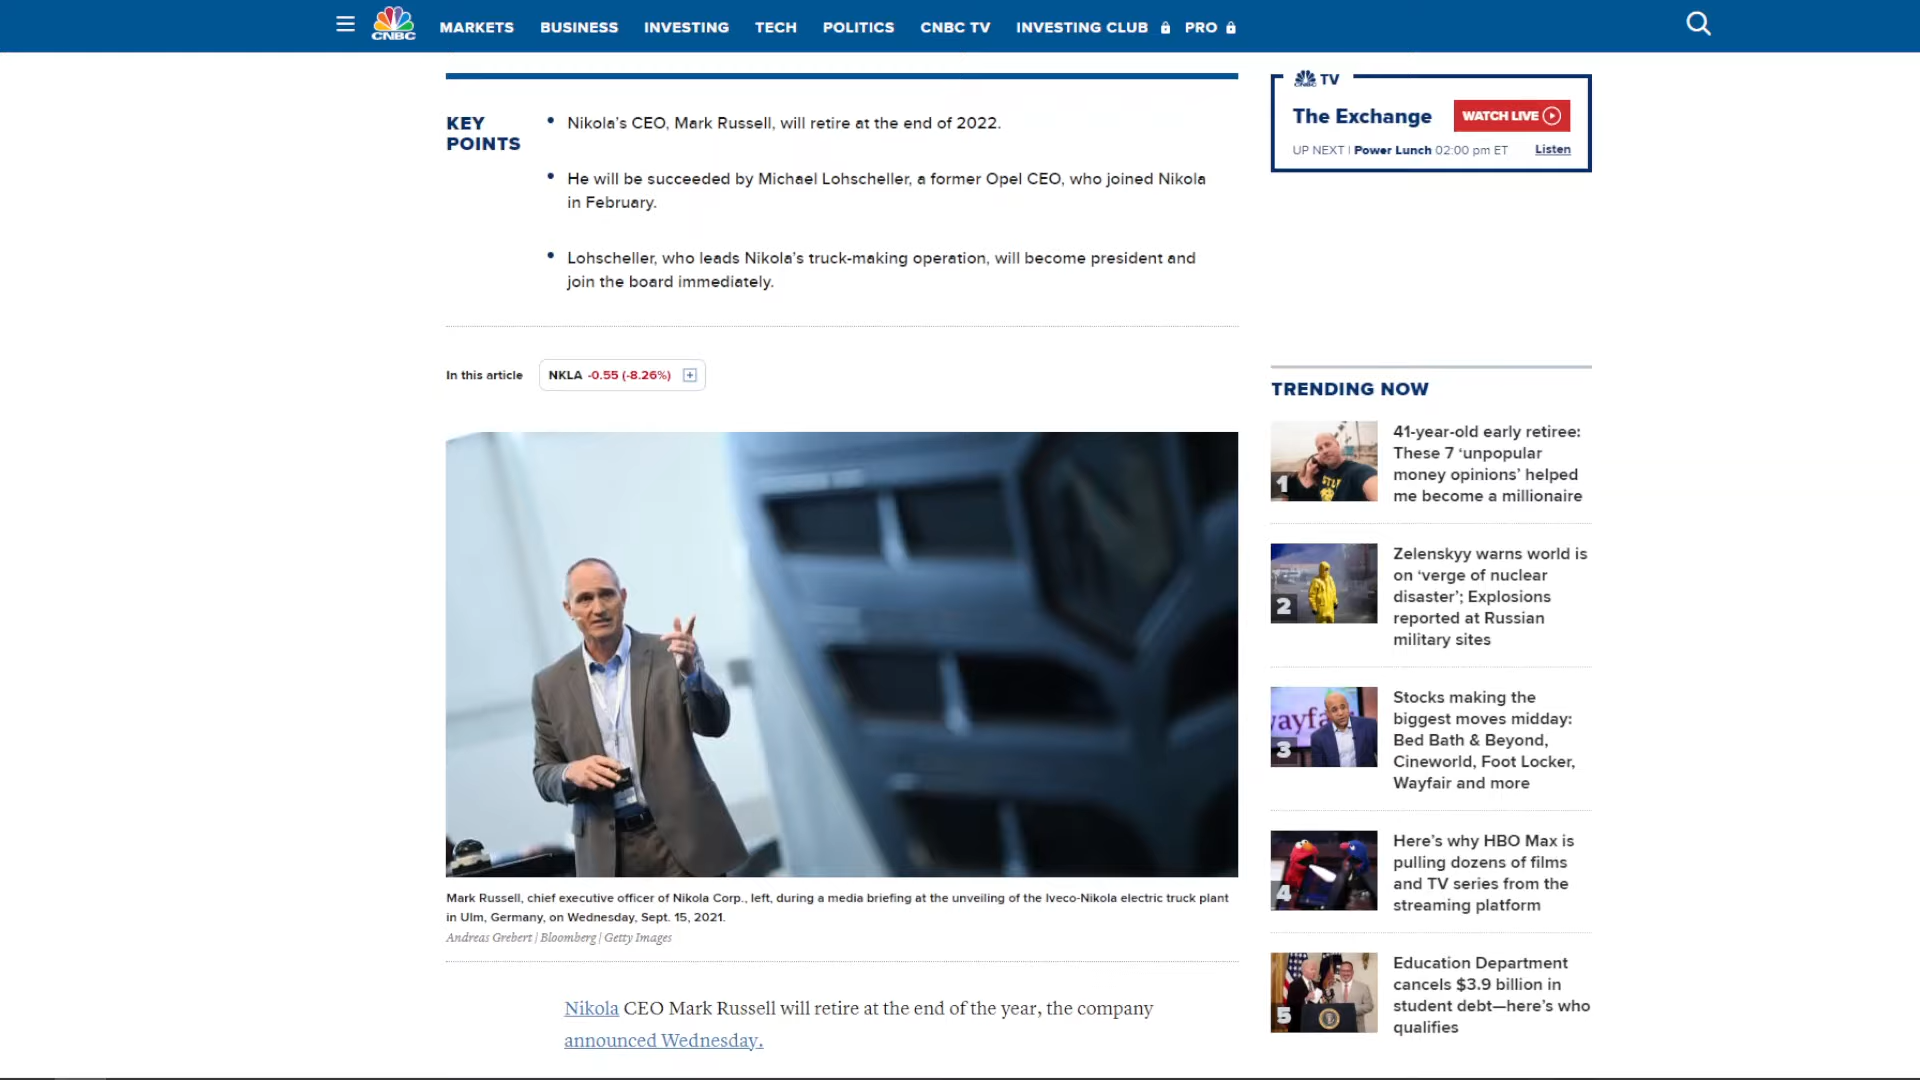 CNBC
MARKETS
BUSINESS
INVESTING
TECH
POLITICS
CNBC TV
INVESTING CLUB
PRO
KEY
POINTS
Nikola’s CEO, Mark Russell, will retire at the end of 2022.
He will be succeeded by Michael Lohscheller, a former Opel CEO, who joined Nikola
in February.
Lohscheller, who leads Nikola’s truck-making operation, will become president and
join the board immediately.
In this article
NKLA -0.55 (-8.26%)
Mark Russell, chief executive officer of Nikola Corp., left, during a media briefing at the unveiling of the Iveco-Nikola electric truck plant
in Ulm, Germany, on Wednesday, Sept. 15, 2021.
Andreas Grebert | Bloomberg | Getty Images
Nikola CEO Mark Russell will retire at the end of the year, the company
announced Wednesday.
CNBC TV
The Exchange
WATCH LIVE
UP NEXT | Power Lunch 02:00 pm ET
Listen
TRENDING NOW
1
41-year-old early retiree:
These 7 ‘unpopular
money opinions’ helped
me become a millionaire
2
Zelenskyy warns world is
on ‘verge of nuclear
disaster’; Explosions
reported at Russian
military sites
3
Stocks making the
biggest moves midday:
Bed Bath & Beyond,
Cineworld, Foot Locker,
Wayfair and more
4
Here’s why HBO Max is
pulling dozens of films
and TV series from the
streaming platform
5
Education Department
cancels $3.9 billion in
student debt—here’s who
qualifies